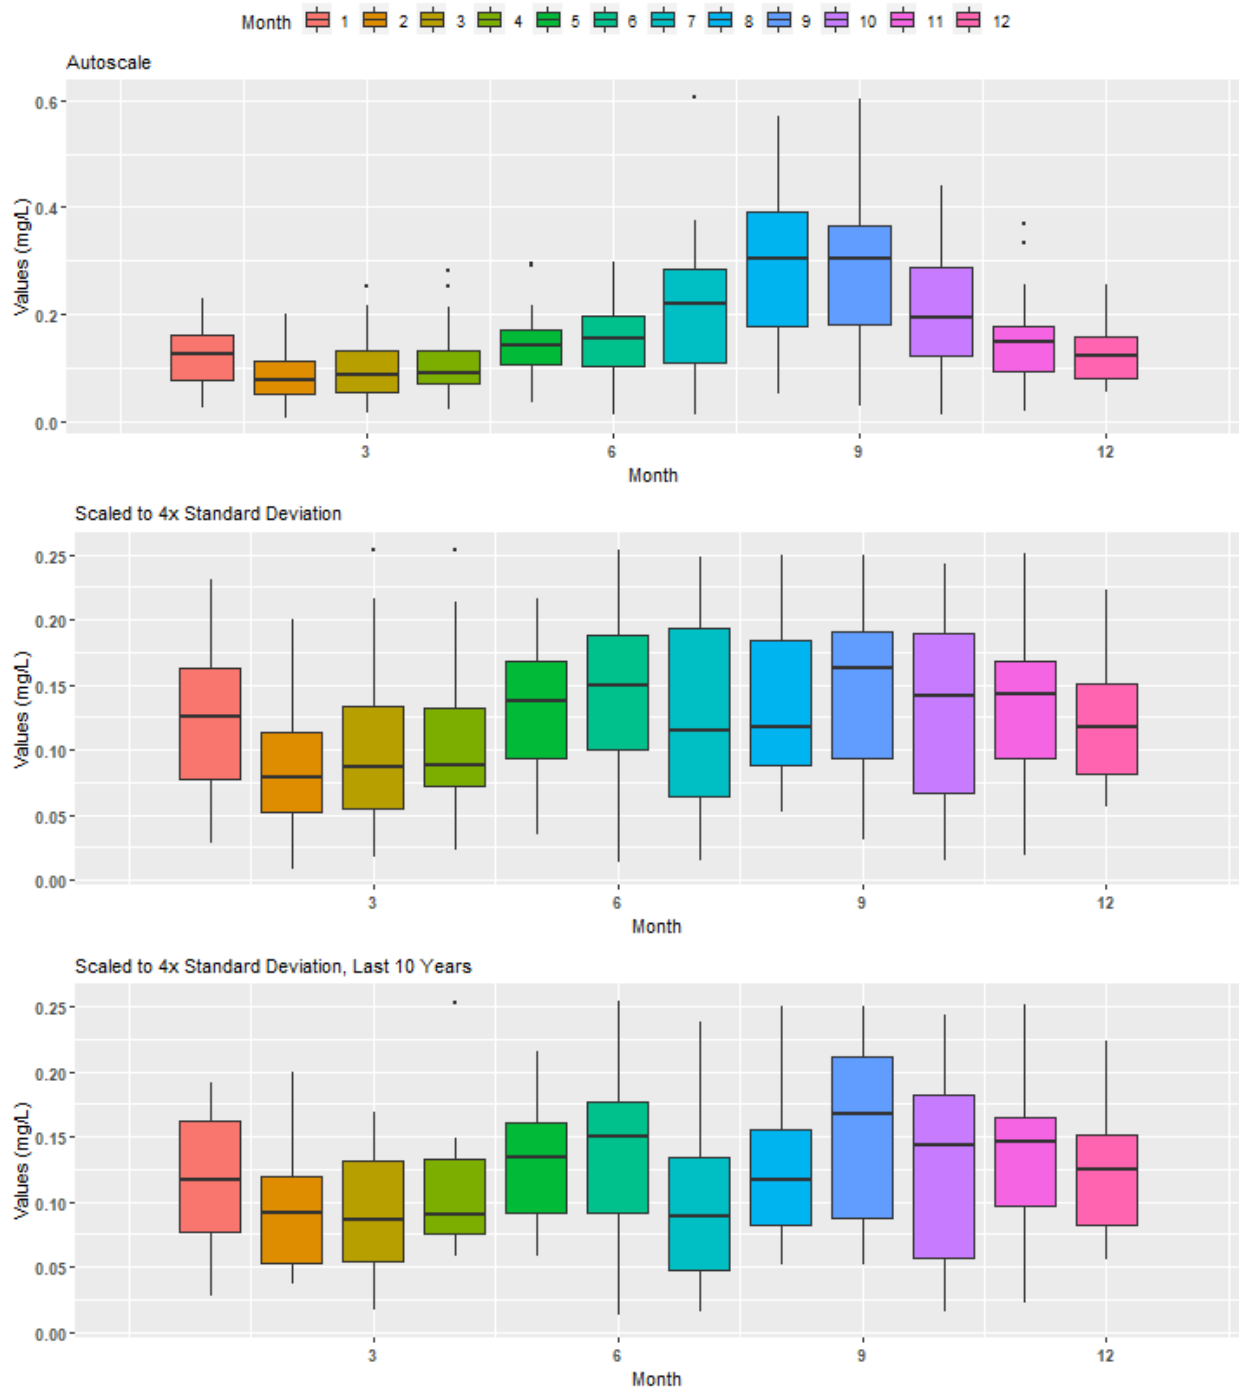 Month 1 2 3 4 5 6 7 8 9 10 11 12
Autoscale
Values (mg/L)
0.6
0.4
0.2
0.0
3 6 9 12
Month
Scaled to 4x Standard Deviation
Values (mg/L)
0.25
0.20
0.15
0.10
0.05
0.00
3 6 9 12
Month
Scaled to 4x Standard Deviation, Last 10 Years
Values (mg/L)
0.25
0.20
0.15
0.10
0.05
0.00
3 6 9 12
Month